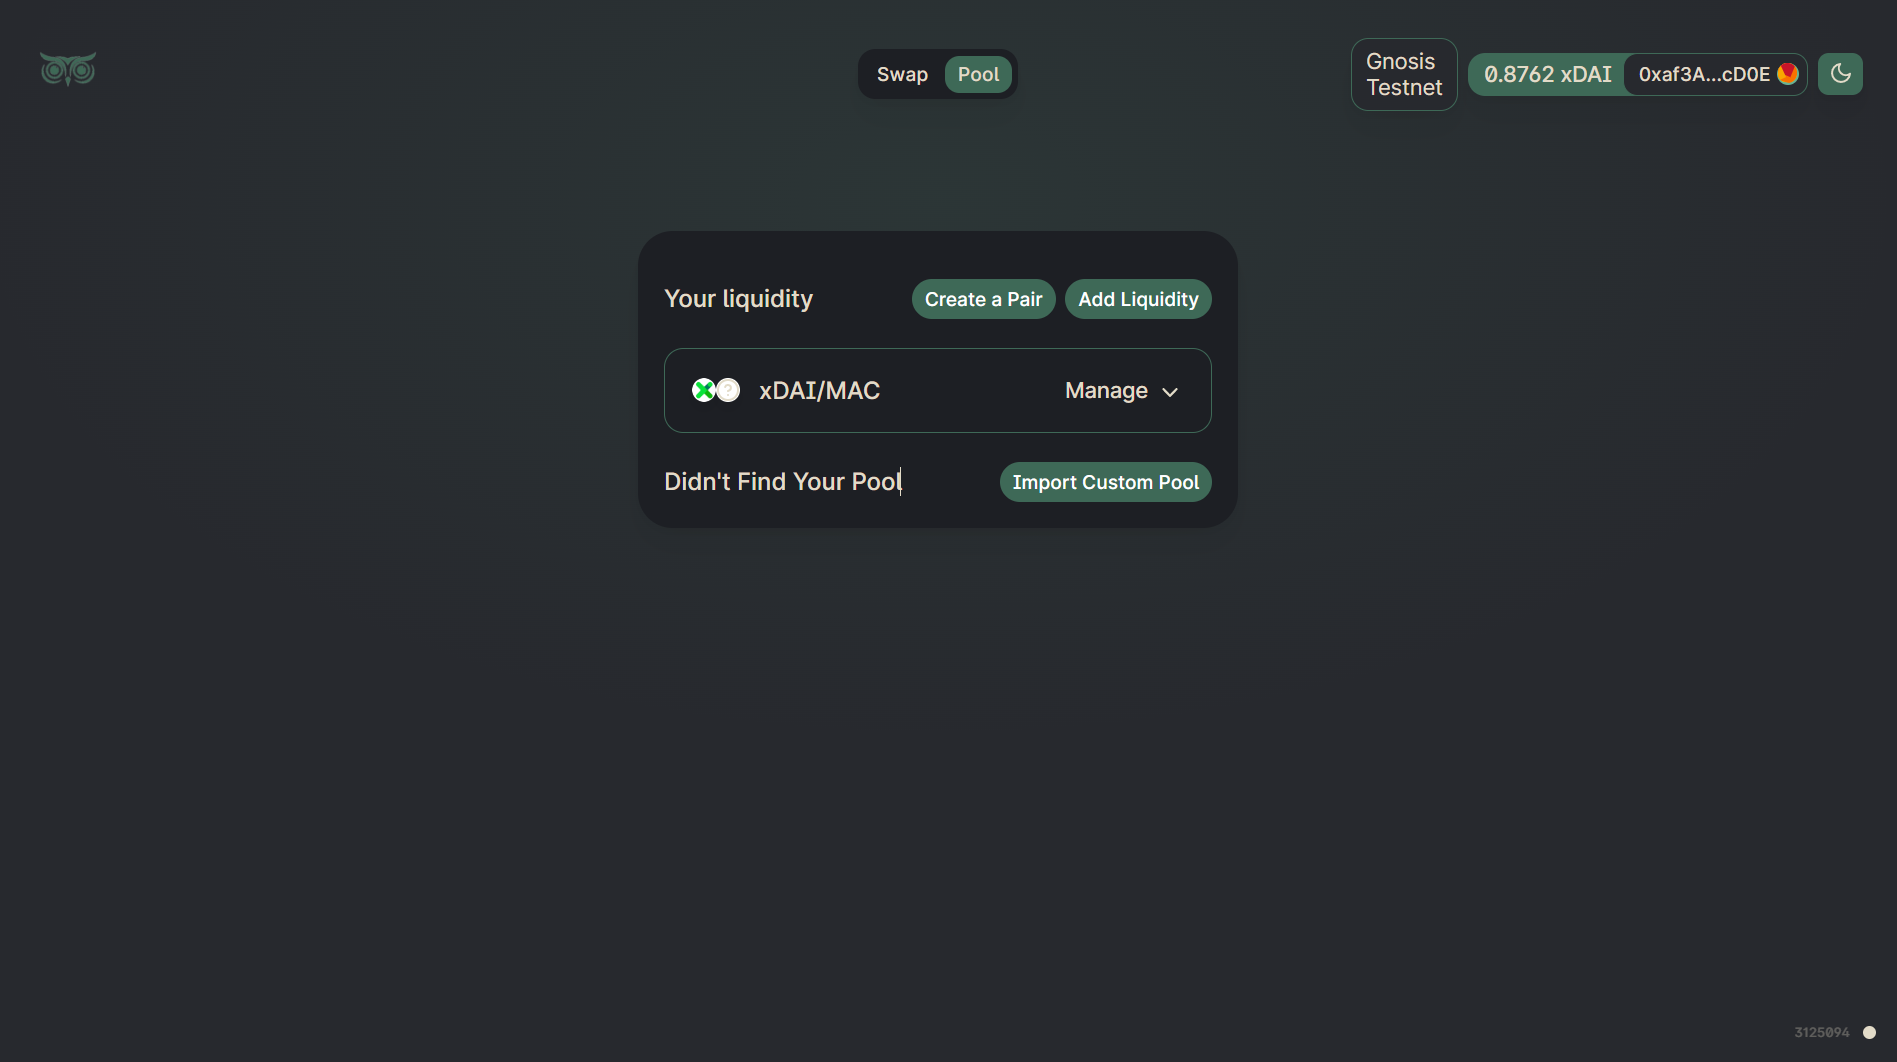 Swap Pool
Gnosis
Testnet
0.8762 xDAI 0xaf3A...cD0E
Your liquidity Create a Pair Add Liquidity
xDAI/MAC Manage
Didn't Find Your Pool Import Custom Pool
3125094